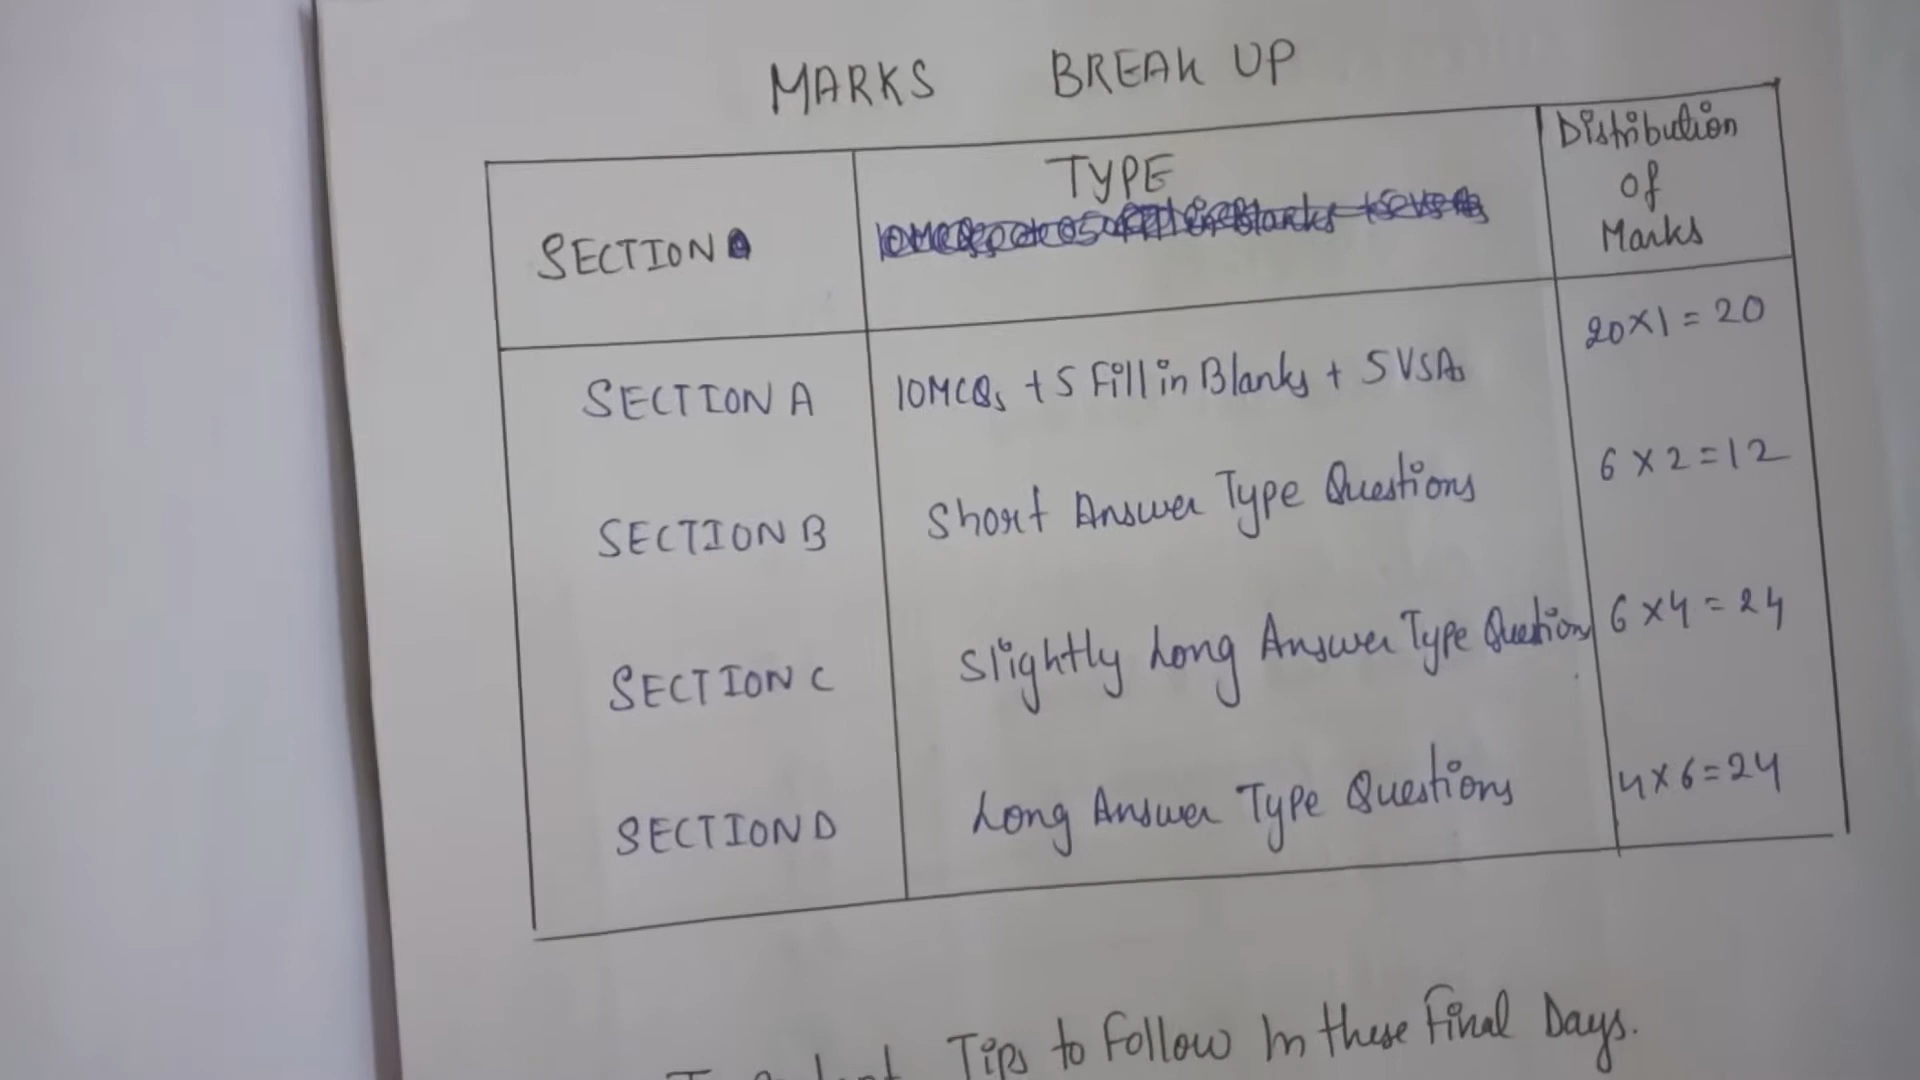 MARKS BREAK UP
SECTION
TYPE
Distribution
of
Marks
SECTION A 10MCQs + 5 Fill in Blanks + 5 VSAs 20×1=20
SECTION B Short Answer Type Questions 6×2=12
SECTION C Slightly Long Answer Type Question 6×4=24
SECTION D Long Answer Type Questions 4×6=24
Tips to Follow In these Final Days.